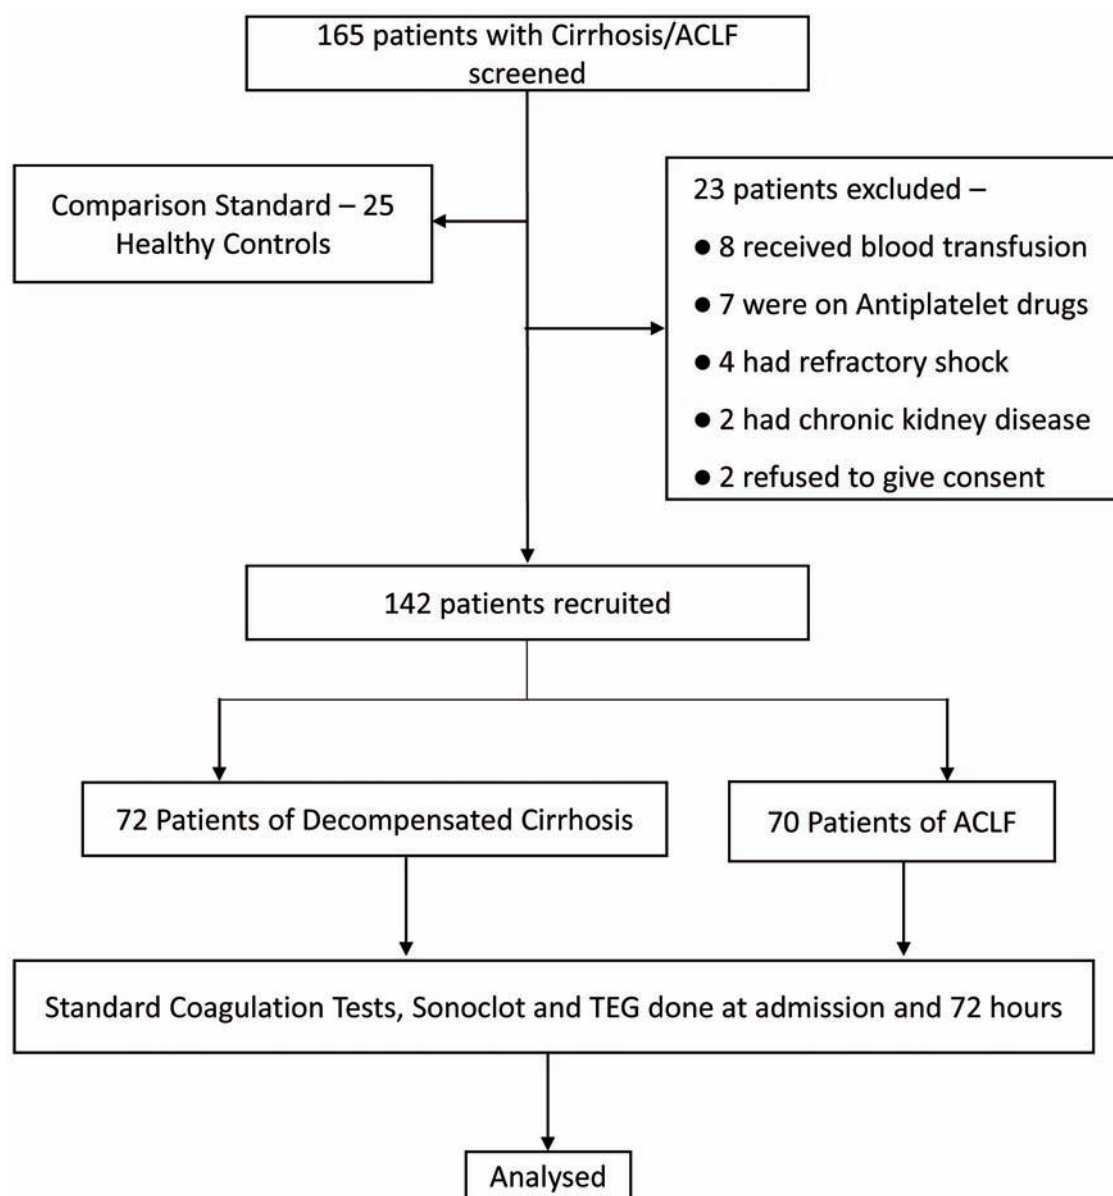 165 patients with Cirrhosis/ACLF
screened
Comparison Standard – 25
Healthy Controls
23 patients excluded –
● 8 received blood transfusion
● 7 were on Antiplatelet drugs
● 4 had refractory shock
● 2 had chronic kidney disease
● 2 refused to give consent
142 patients recruited
72 Patients of Decompensated Cirrhosis
70 Patients of ACLF
Standard Coagulation Tests, Sonoclot and TEG done at admission and 72 hours
Analysed